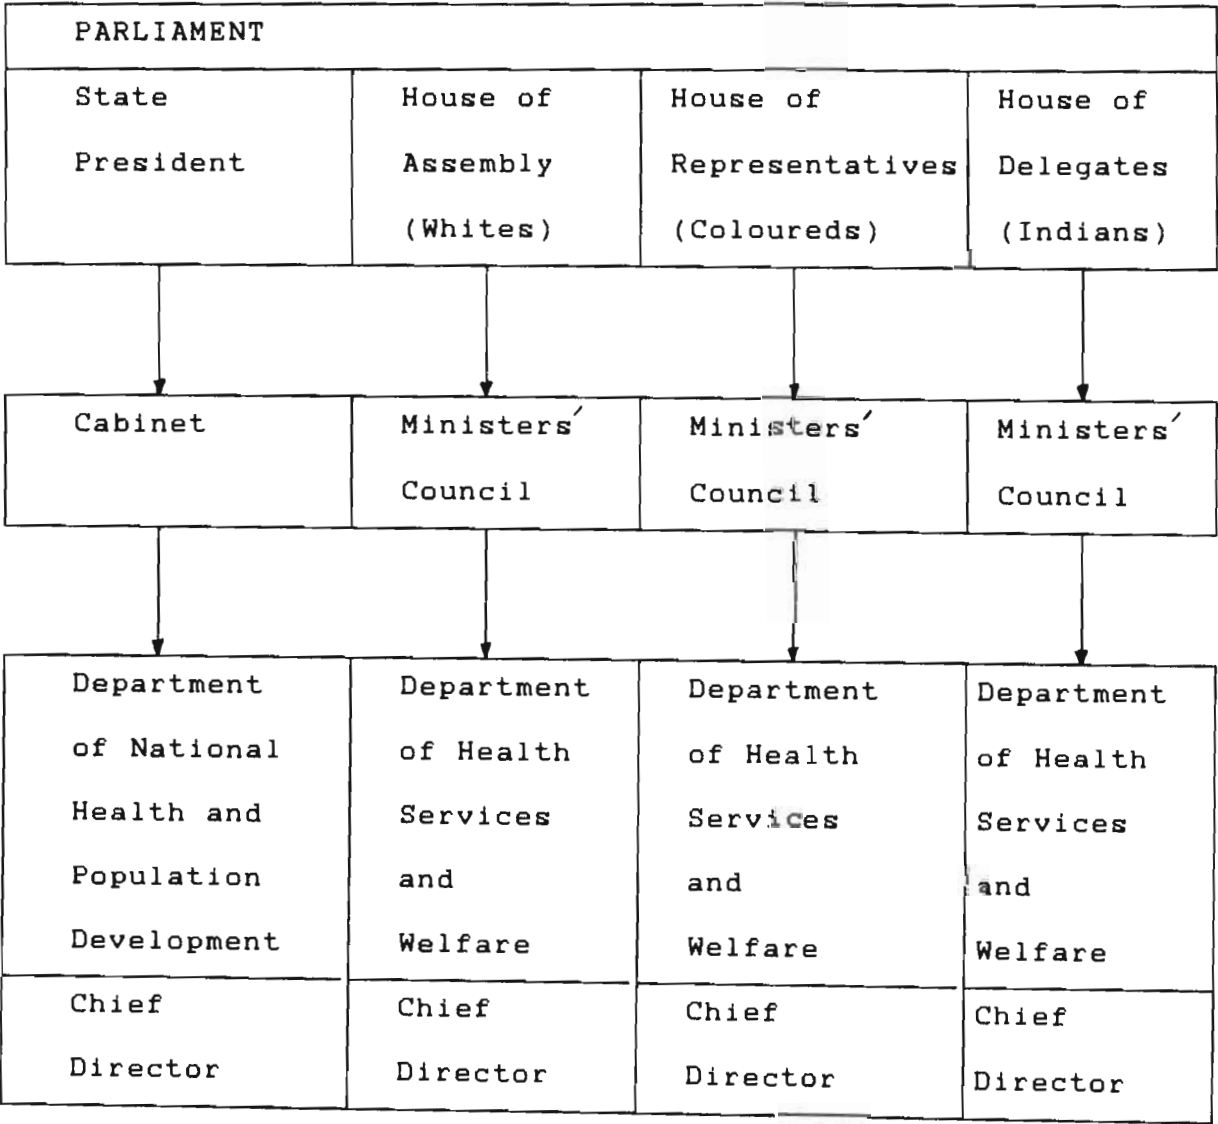 PARLIAMENT
State
President
House of
Assembly
(Whites)
House of
Representatives
(Coloureds)
House of
Delegates
(Indians)
Cabinet
Ministers'
Council
Ministers'
Council
Ministers'
Council
Department
of National
Health and
Population
Development
Department
of Health
Services
and
Welfare
Department
of Health
Services
and
Welfare
Department
of Health
Services
and
Welfare
Chief
Director
Chief
Director
Chief
Director
Chief
Director